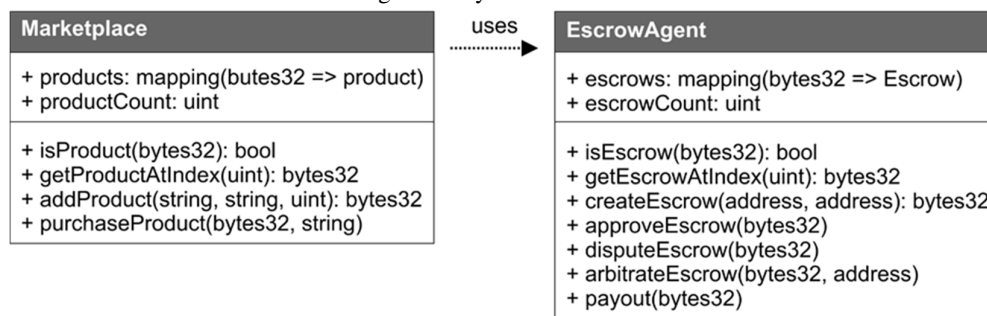 Marketplace
+ products: mapping(butes32 => product)
+ productCount: uint
+ isProduct(bytes32): bool
+ getProductAtIndex(uint): bytes32
+ addProduct(string, string, uint): bytes32
+ purchaseProduct(bytes32, string)
uses
EscrowAgent
+ escrows: mapping(bytes32 => Escrow)
+ escrowCount: uint
+ isEscrow(bytes32): bool
+ getEscrowAtIndex(uint): bytes32
+ createEscrow(address, address): bytes32
+ approveEscrow(bytes32)
+ disputeEscrow(bytes32)
+ arbitrateEscrow(bytes32, address)
+ payout(bytes32)